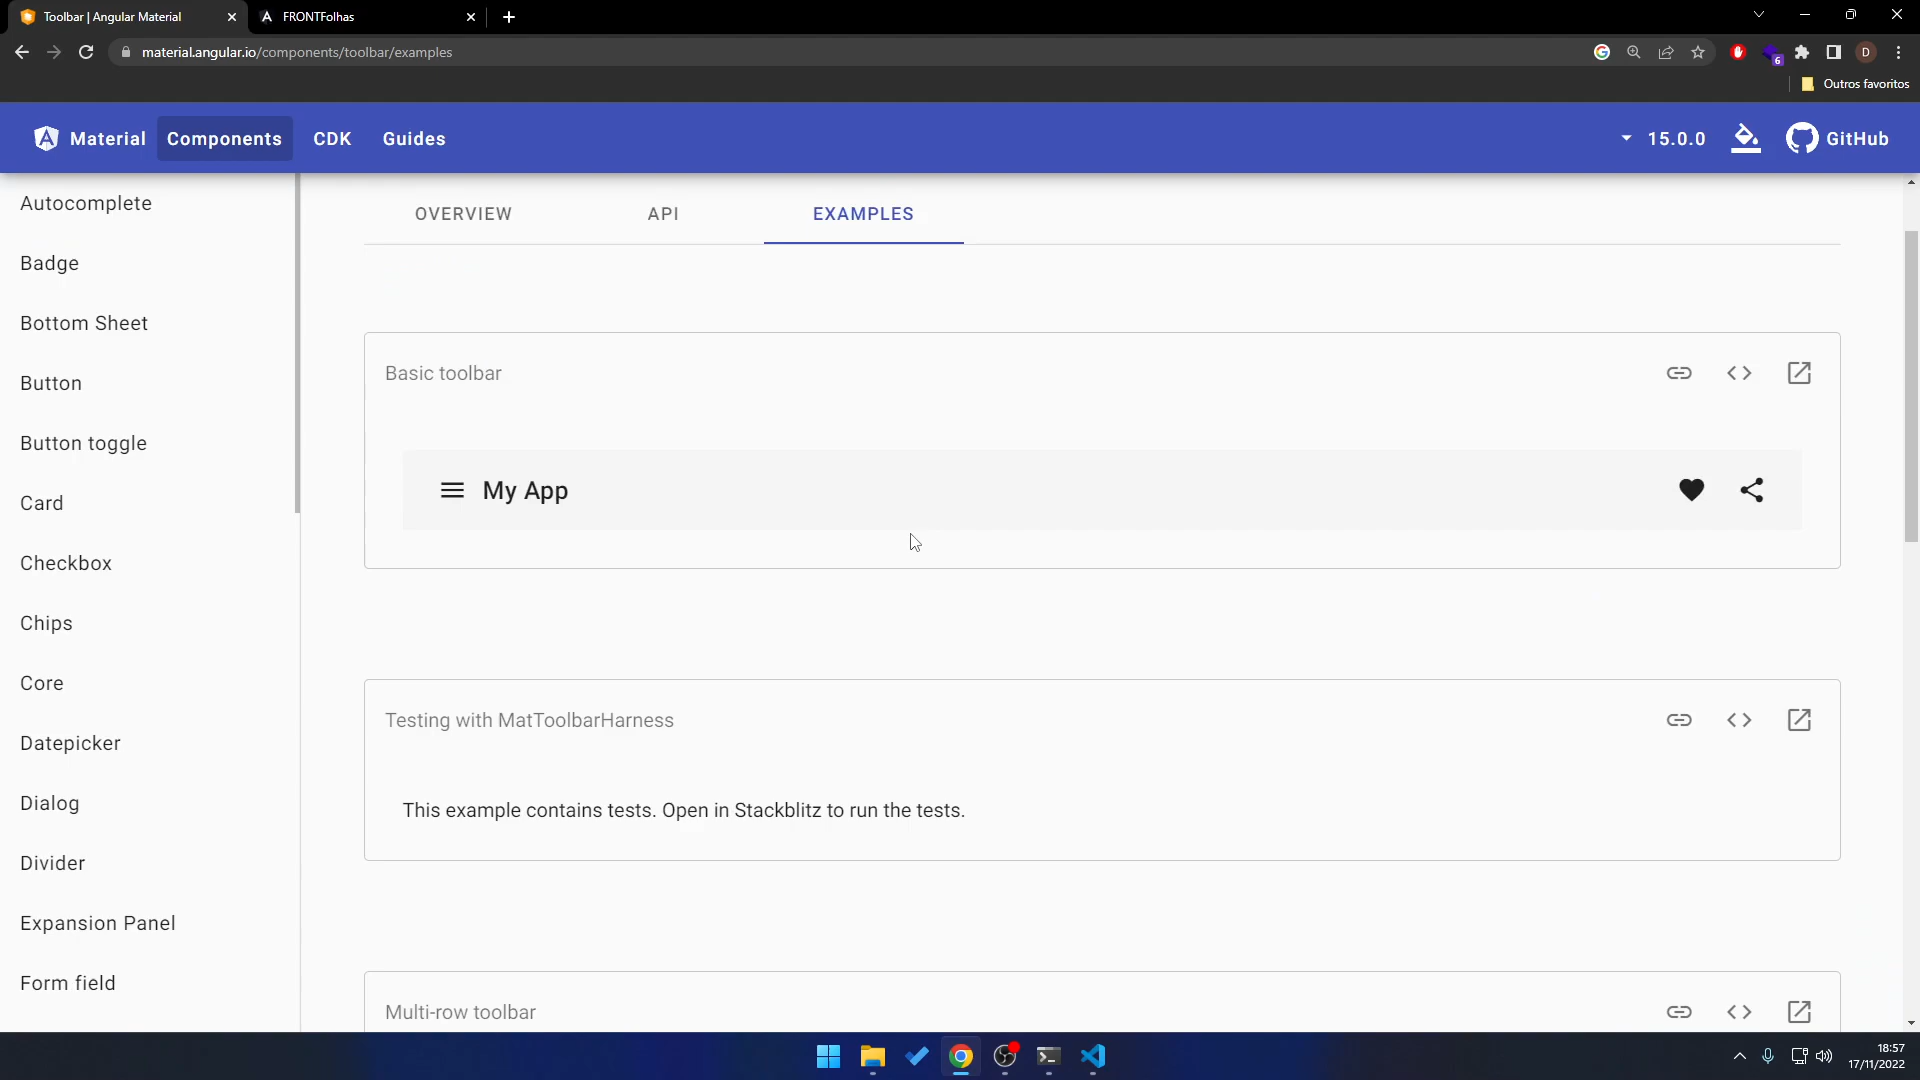 Toolbar | Angular Material
FRONTFolhas
material.angular.io/components/toolbar/examples
6
D
Outros favoritos
Material
Components
CDK
Guides
15.0.0
GitHub
Autocomplete
Badge
Bottom Sheet
Button
Button toggle
Card
Checkbox
Chips
Core
Datepicker
Dialog
Divider
Expansion Panel
Form field
OVERVIEW
API
EXAMPLES
Basic toolbar
My App
Testing with MatToolbarHarness
This example contains tests. Open in Stackblitz to run the tests.
Multi-row toolbar
18:57
17/11/2022